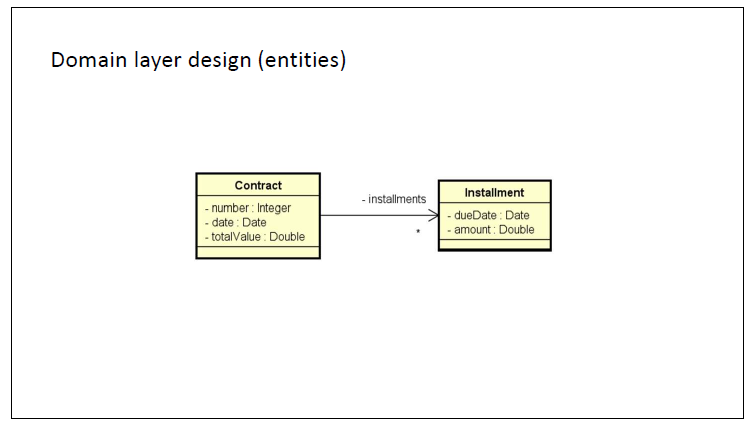 Domain layer design (entities)
Contract
- number : Integer
- date : Date
- totalValue : Double
- installments
*
Installment
- dueDate : Date
- amount : Double